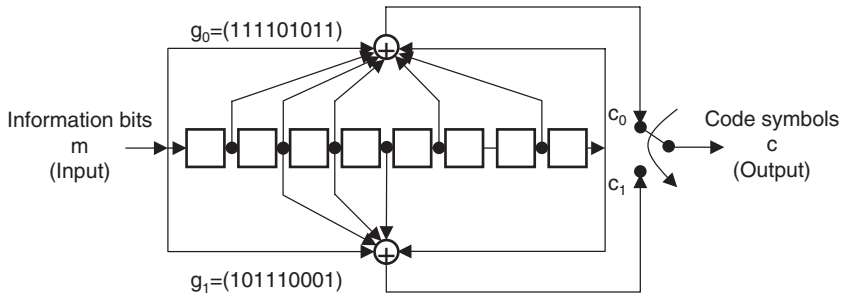 g0=(111101011)
Information bits
m
(Input)
c0
c1
Code symbols
c
(Output)
g1=(101110001)